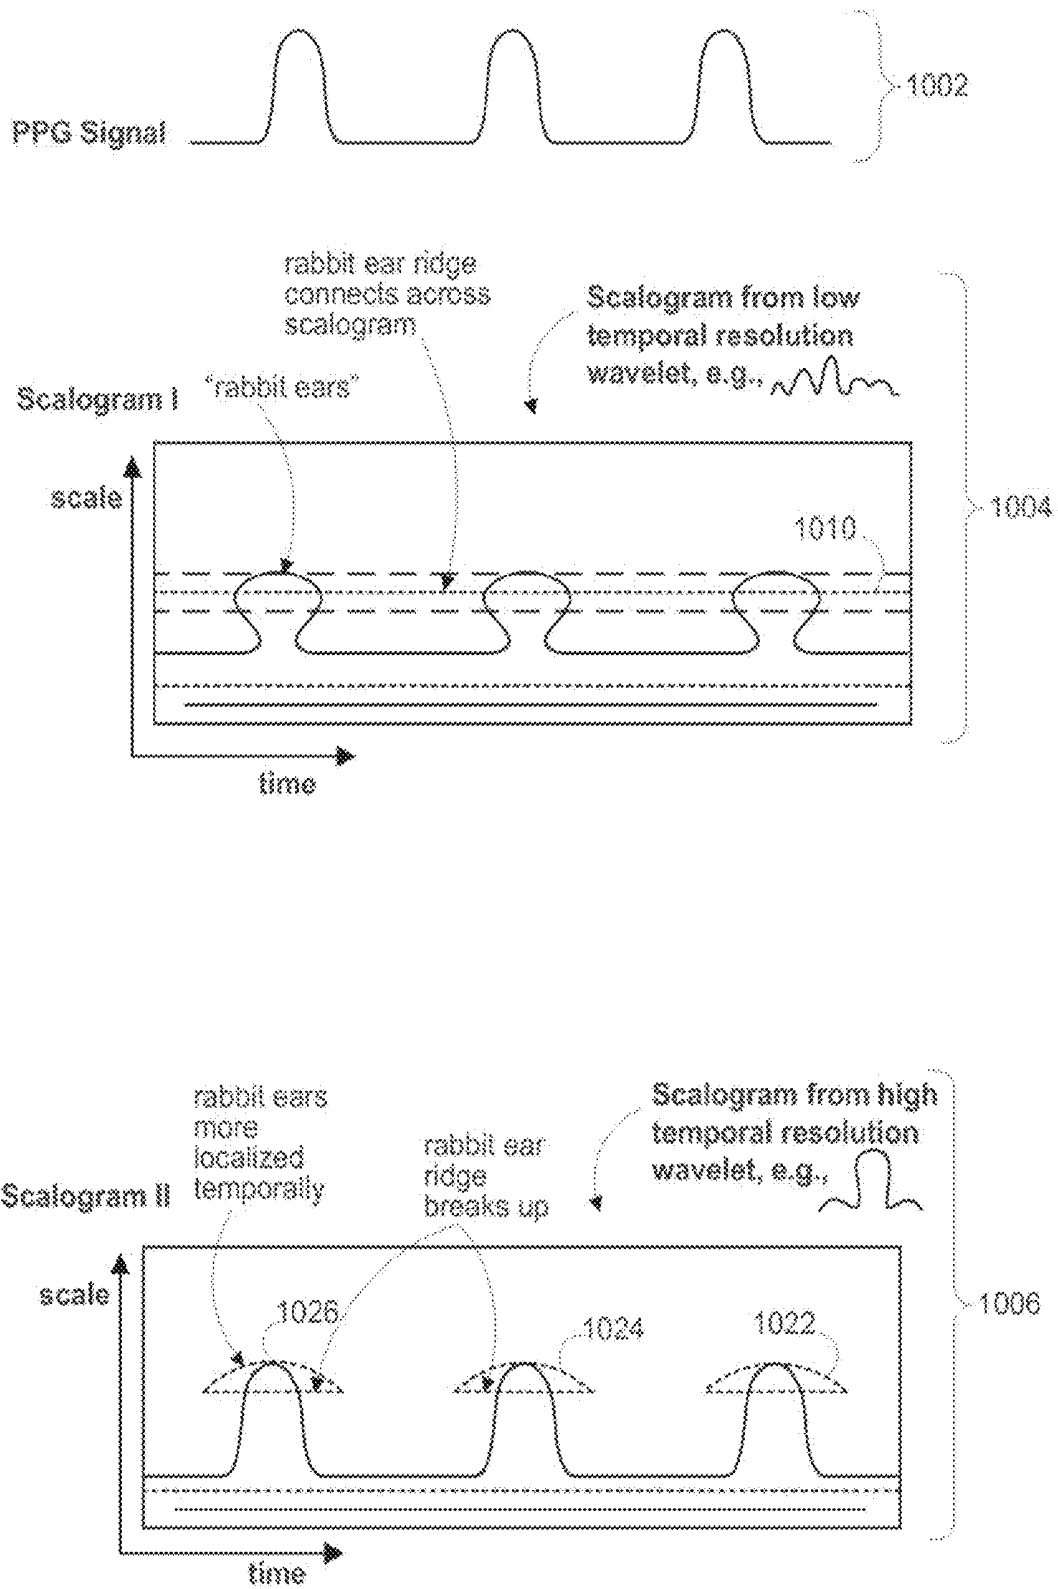 1002
PPG Signal
rabbit ear ridge
connects across
scalogram
Scalogram from low
temporal resolution
wavelet, e.g.,
Scalogram I
"rabbit ears"
scale
1004
1010
time
rabbit ears
more
localized
temporally
rabbit ear
ridge
breaks up
Scalogram from high
temporal resolution
wavelet, e.g.,
Scalogram II
scale
1026
1024
1022
1006
time